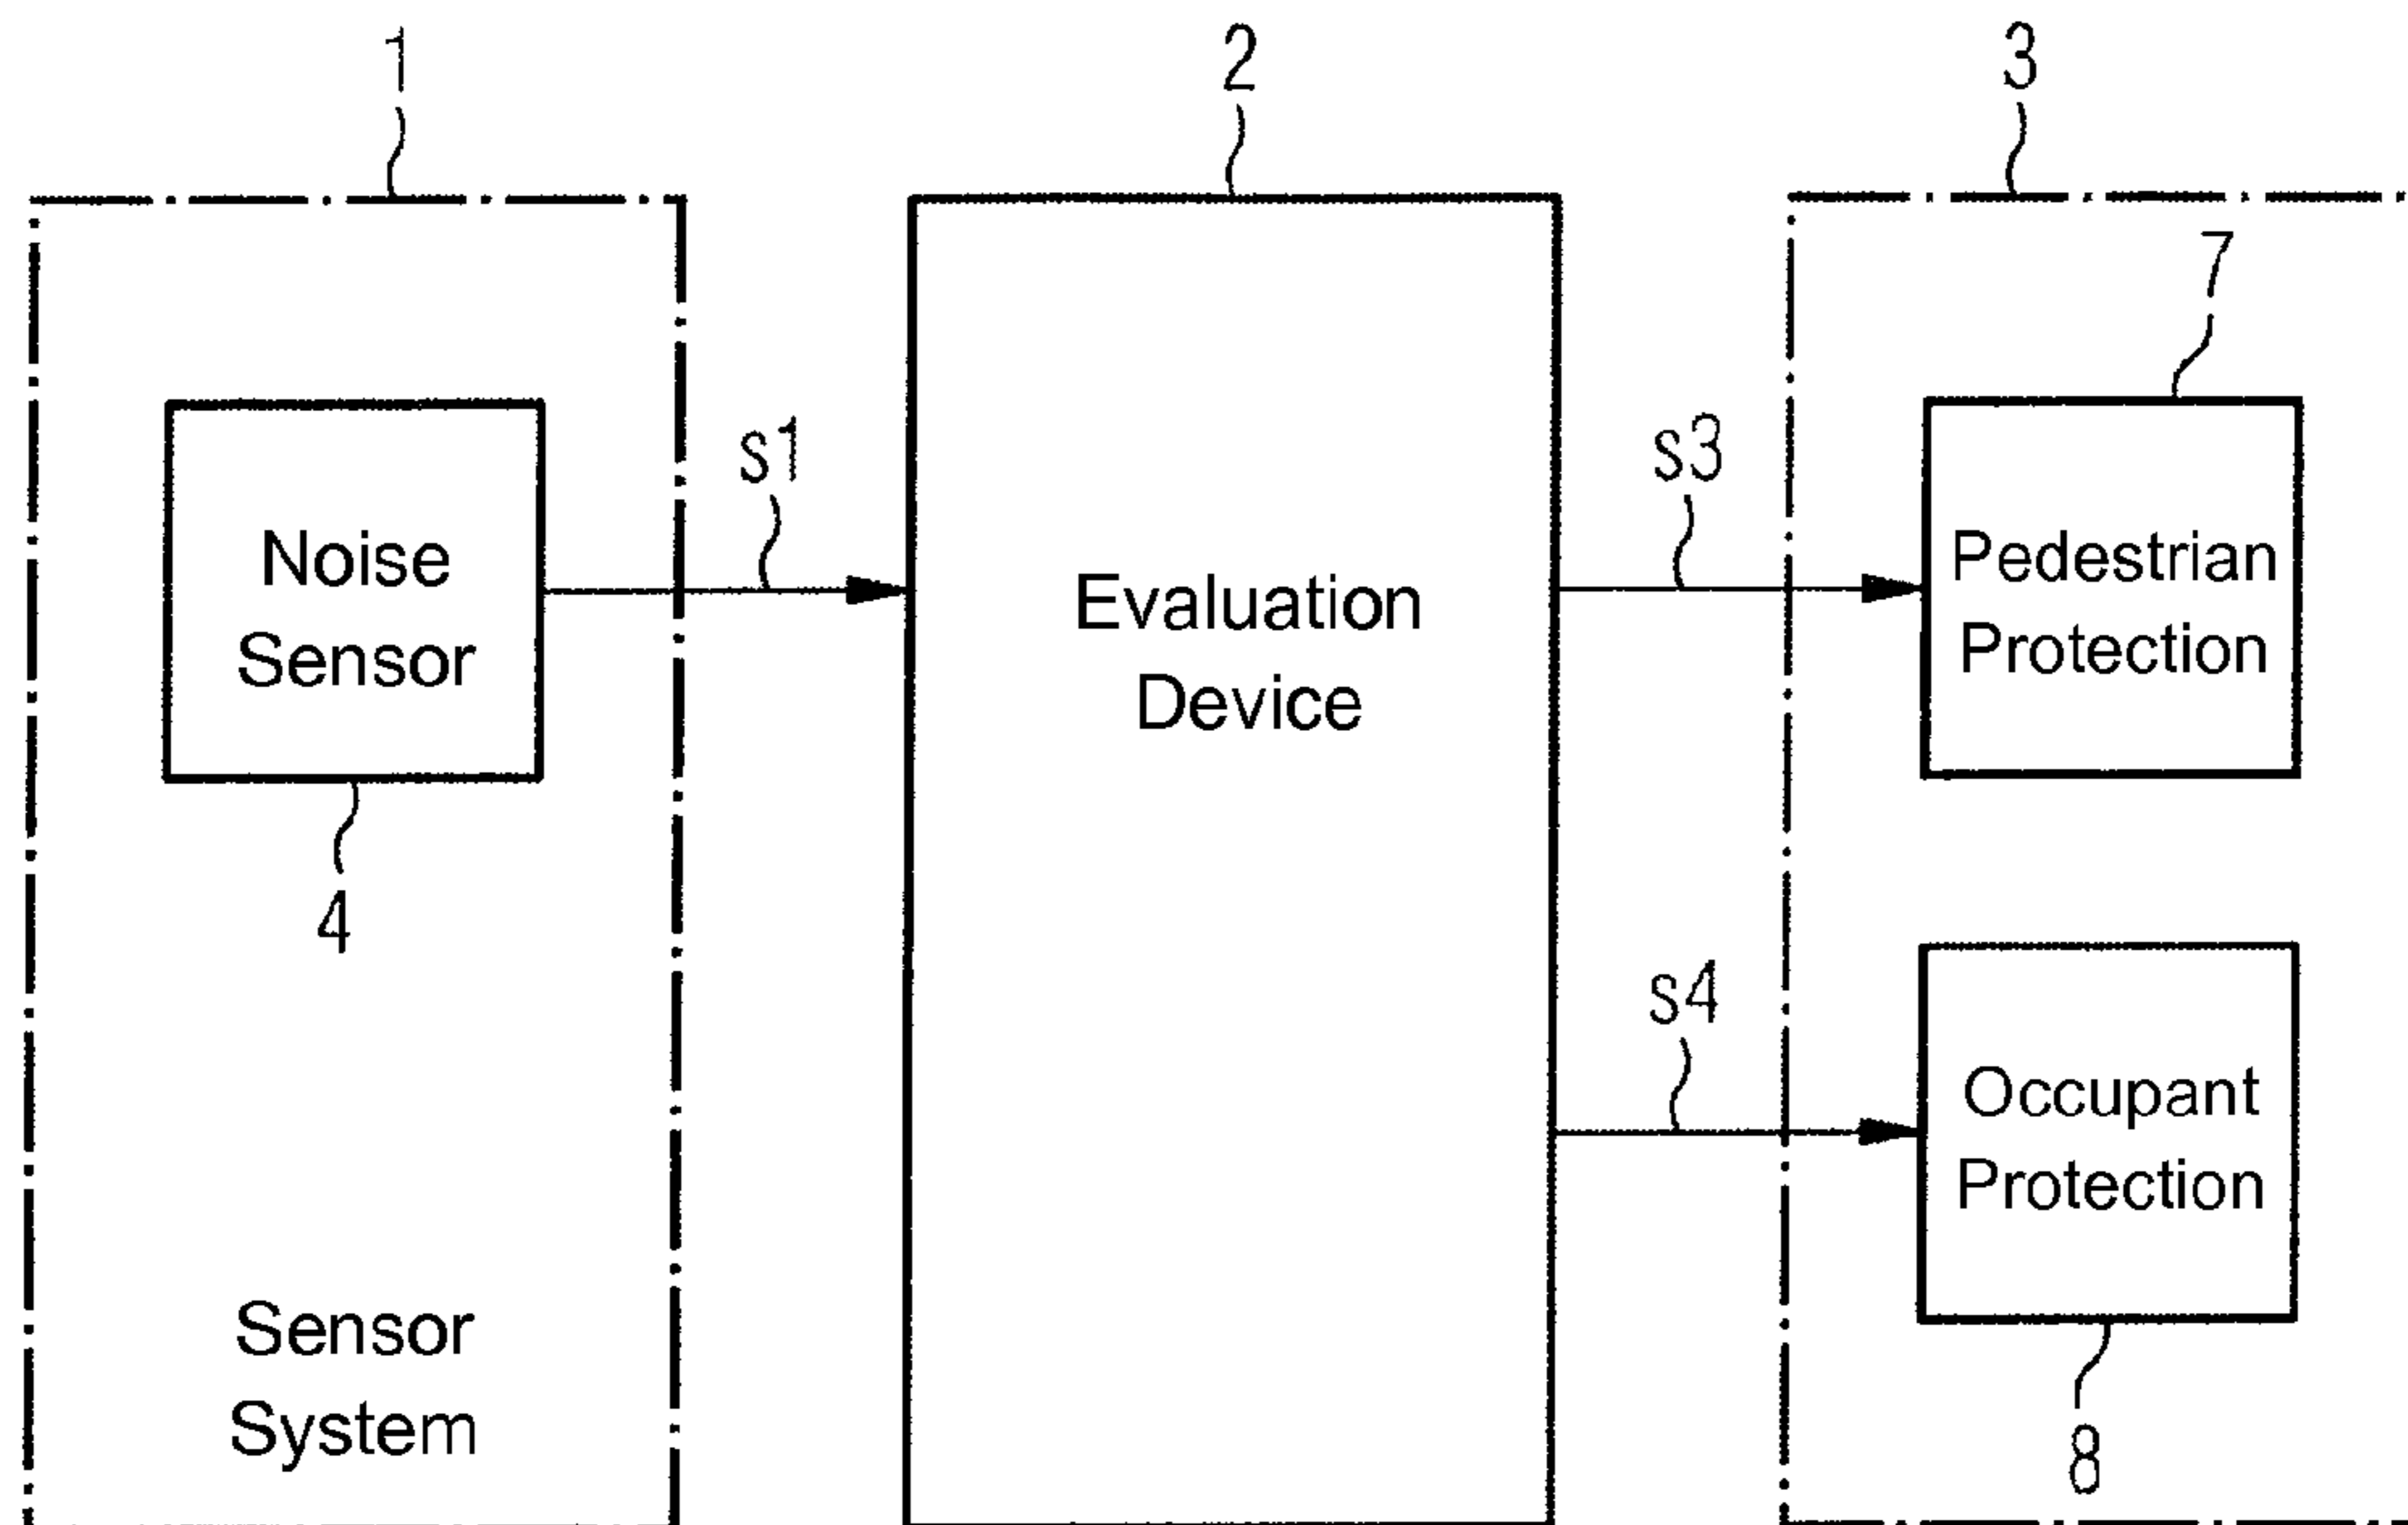 1
2
3
7
s1
s3
Noise
Sensor
Evaluation
Device
Pedestrian
Protection
4
s4
Occupant
Protection
Sensor
System
8